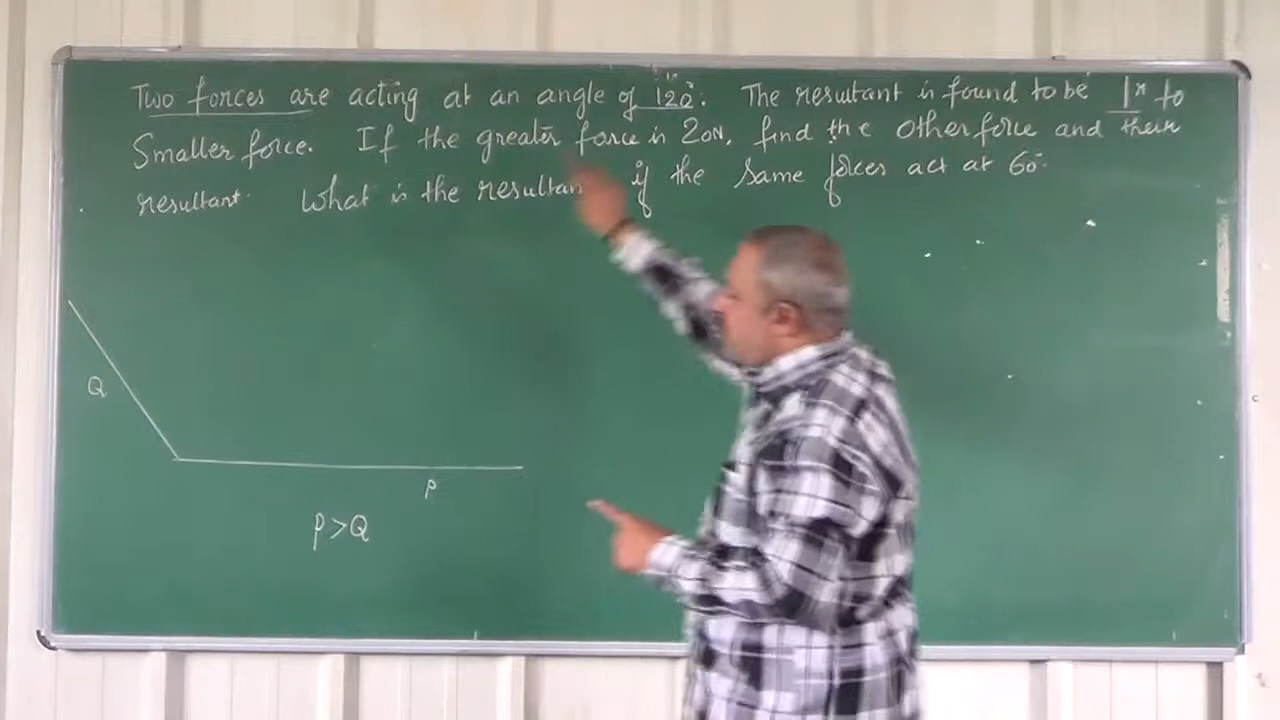 Two forces are acting at an angle of 120°. The resultant is found to be 1ʳ to
Smaller force. If the greater force is 20N, find the other force and their
resultant. What is the resultant if the same forces act at 60°.
Q
P
P>Q